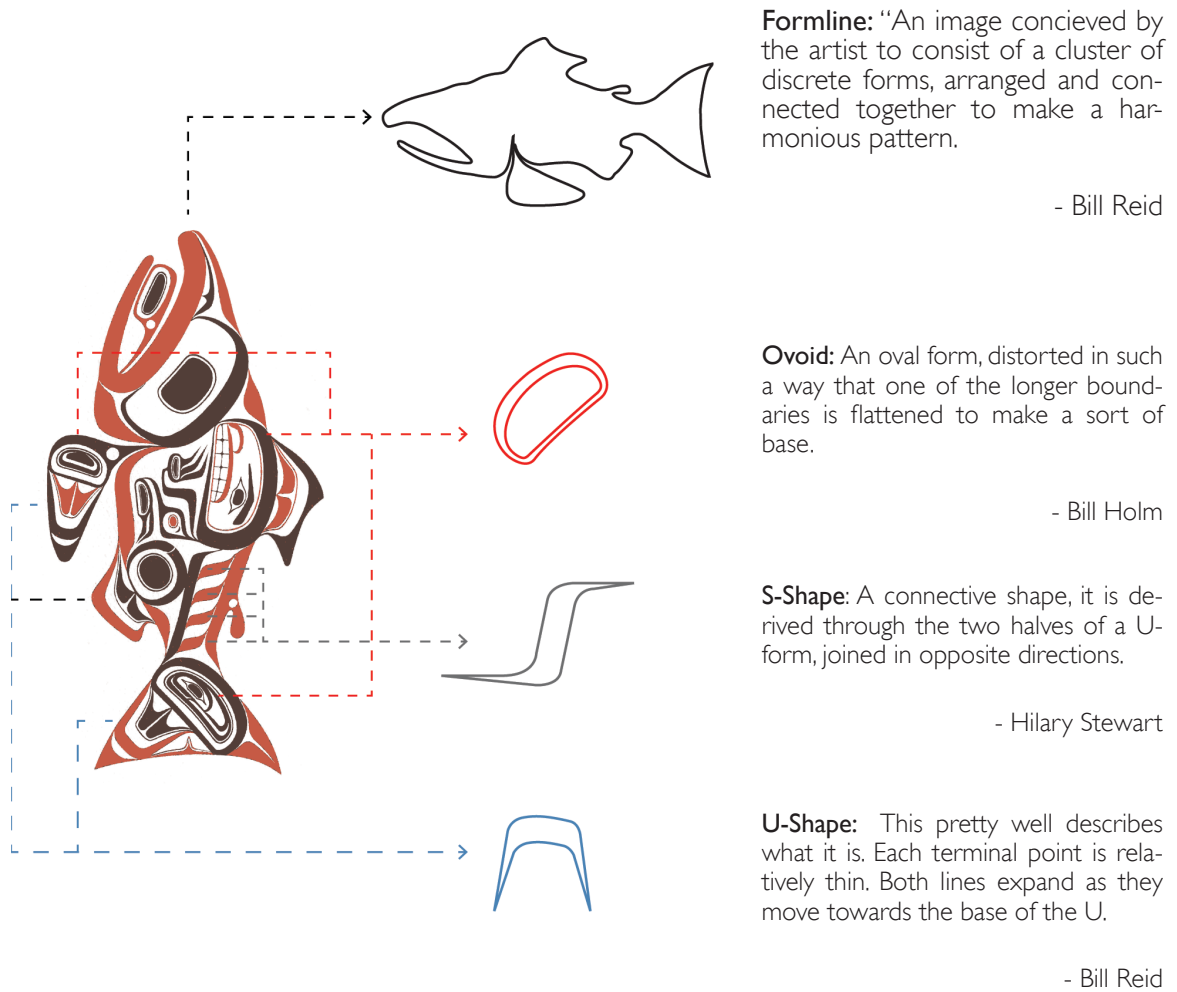 Formline: “An image concieved by
the artist to consist of a cluster of
discrete forms, arranged and con-
nected together to make a har-
monious pattern.
- Bill Reid
Ovoid: An oval form, distorted in such
a way that one of the longer bound-
aries is flattened to make a sort of
base.
- Bill Holm
S-Shape: A connective shape, it is de-
rived through the two halves of a U-
form, joined in opposite directions.
- Hilary Stewart
U-Shape: This pretty well describes
what it is. Each terminal point is rela-
tively thin. Both lines expand as they
move towards the base of the U.
- Bill Reid